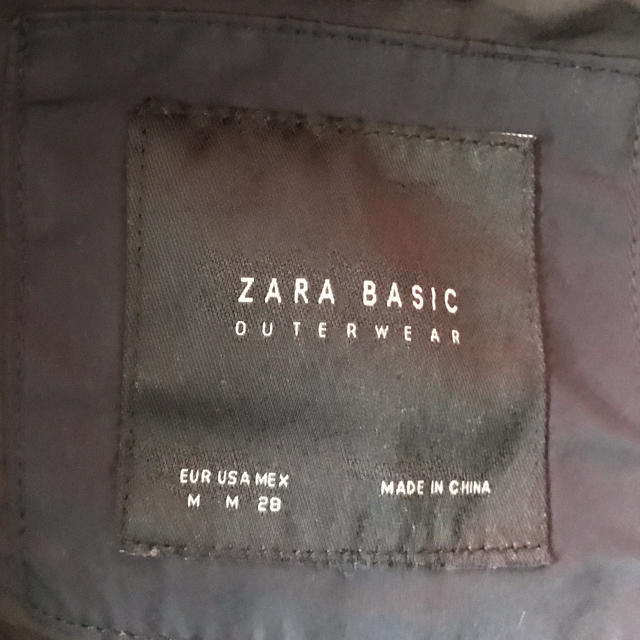 ZARA BASIC
OUTERWEAR
EUR USA MEX
M M 28
MADE IN CHINA